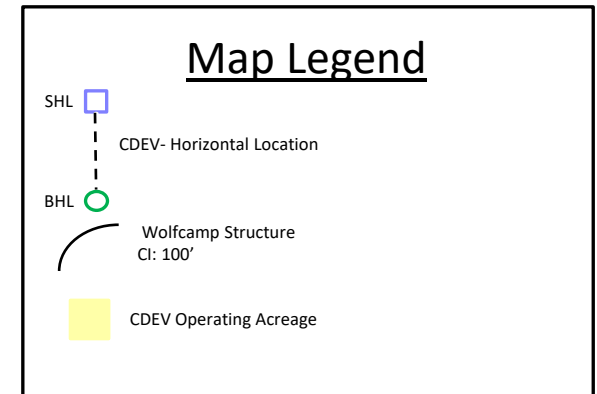 Map Legend
SHL
CDEV- Horizontal Location
BHL
Wolfcamp Structure
CI: 100’
CDEV Operating Acreage